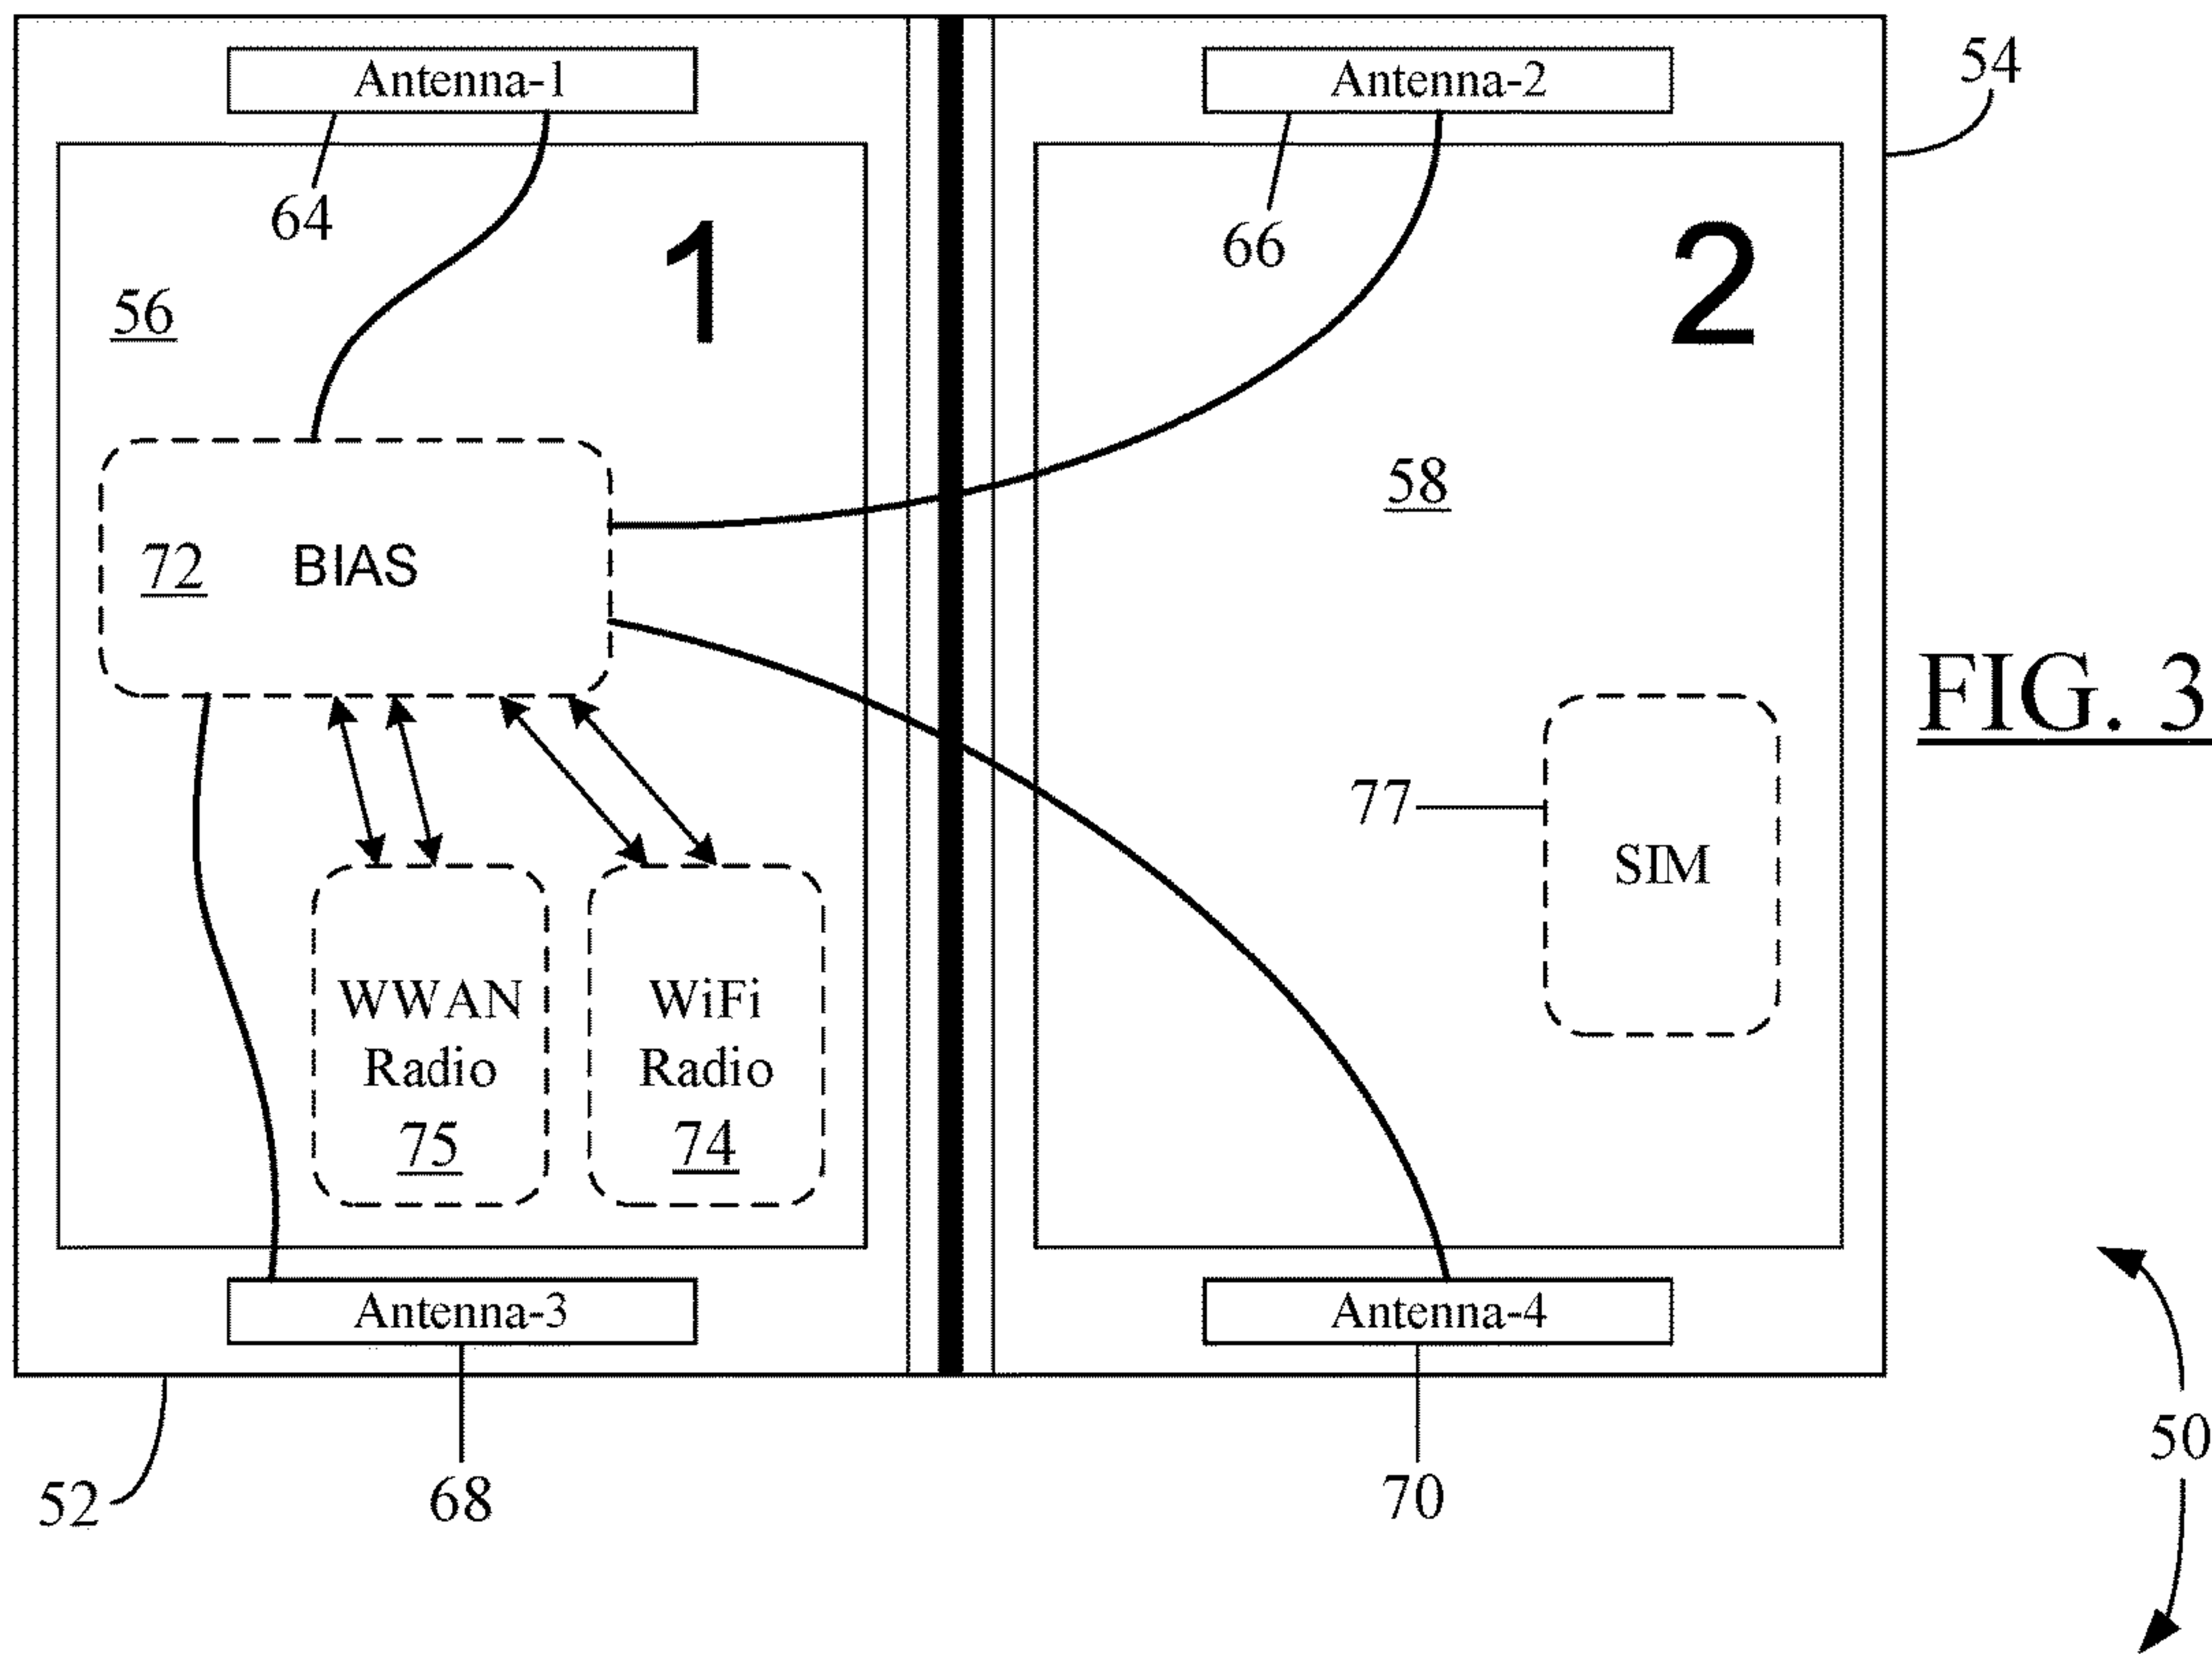 Antenna-1
Antenna-2
54
64
66
1
2
56
58
72 BIAS
FIG. 3
77
SIM
WWAN
Radio
75
WiFi
Radio
74
Antenna-3
Antenna-4
50
52
68
70